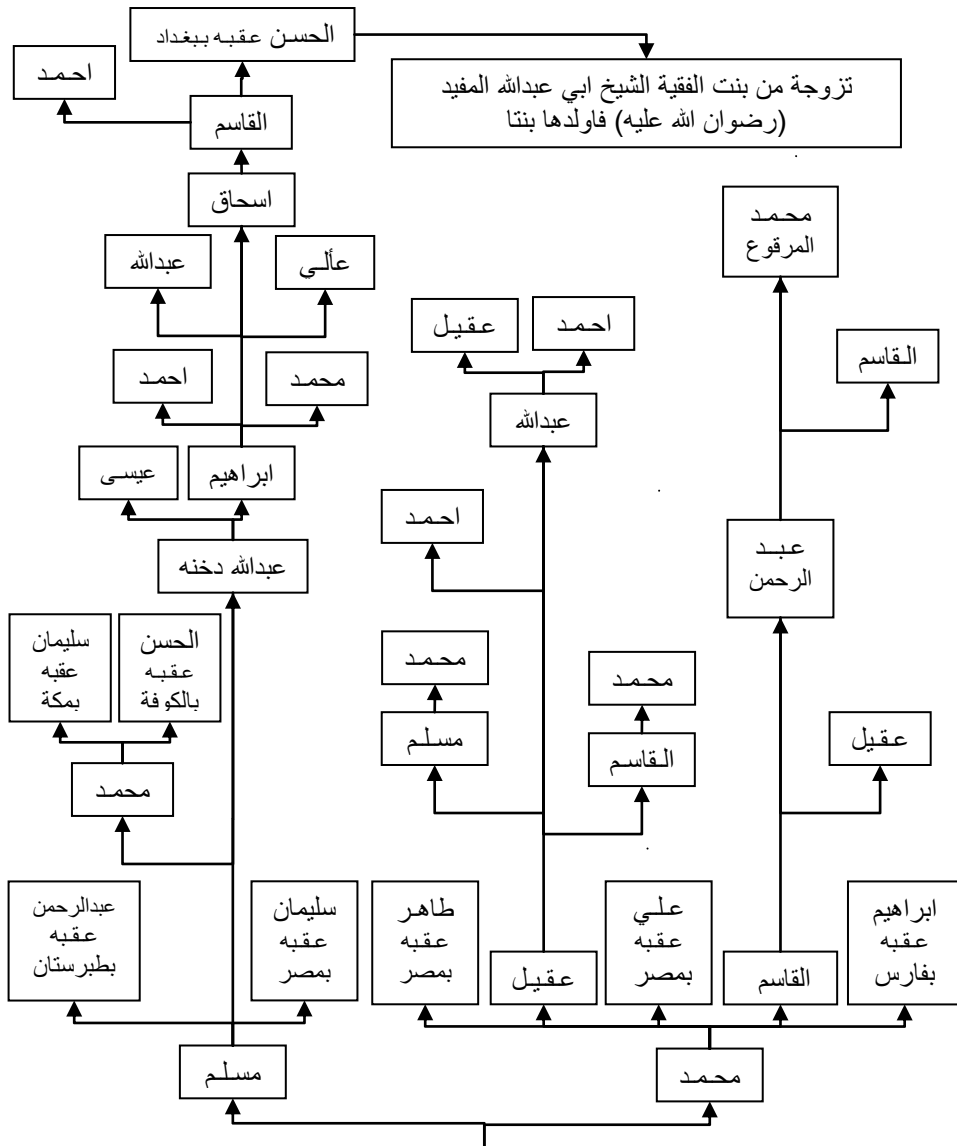 الحسن عقبه ببغداد
تزوجة من بنت الفقية الشيخ ابي عبدالله المفيد
(رضوان الله عليه) فاولدها بنتا
احمد
القاسم
اسحاق
محمد
المرقوع
عبدالله
عألي
عقيل
احمد
القاسم
احمد
محمد
عبدالله
عيسى
ابراهيم
احمد
عبد
الرحمن
عبدالله دخنه
سليمان
عقبه
بمكة
الحسن
عقبه
بالكوفة
محمد
محمد
مسلم
القاسم
عقيل
محمد
عبدالرحمن
عقبه
بطبرستان
سليمان
عقبه
بمصر
طاهر
عقبه
بمصر
عقيل
علي
عقبه
بمصر
القاسم
ابراهيم
عقبه
بفارس
مسلم
محمد